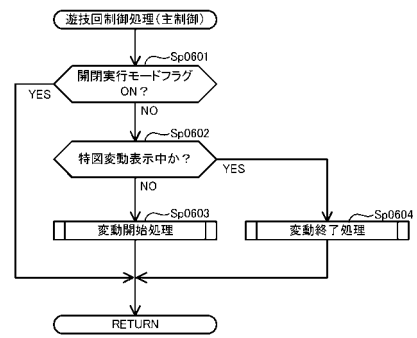 遊技回制御処理(主制御)
Sp0601
開閉実行モードフラグ
ON?
YES
NO
Sp0602
特図変動表示中か?
YES
NO
Sp0603
変動開始処理
Sp0604
変動終了処理
RETURN